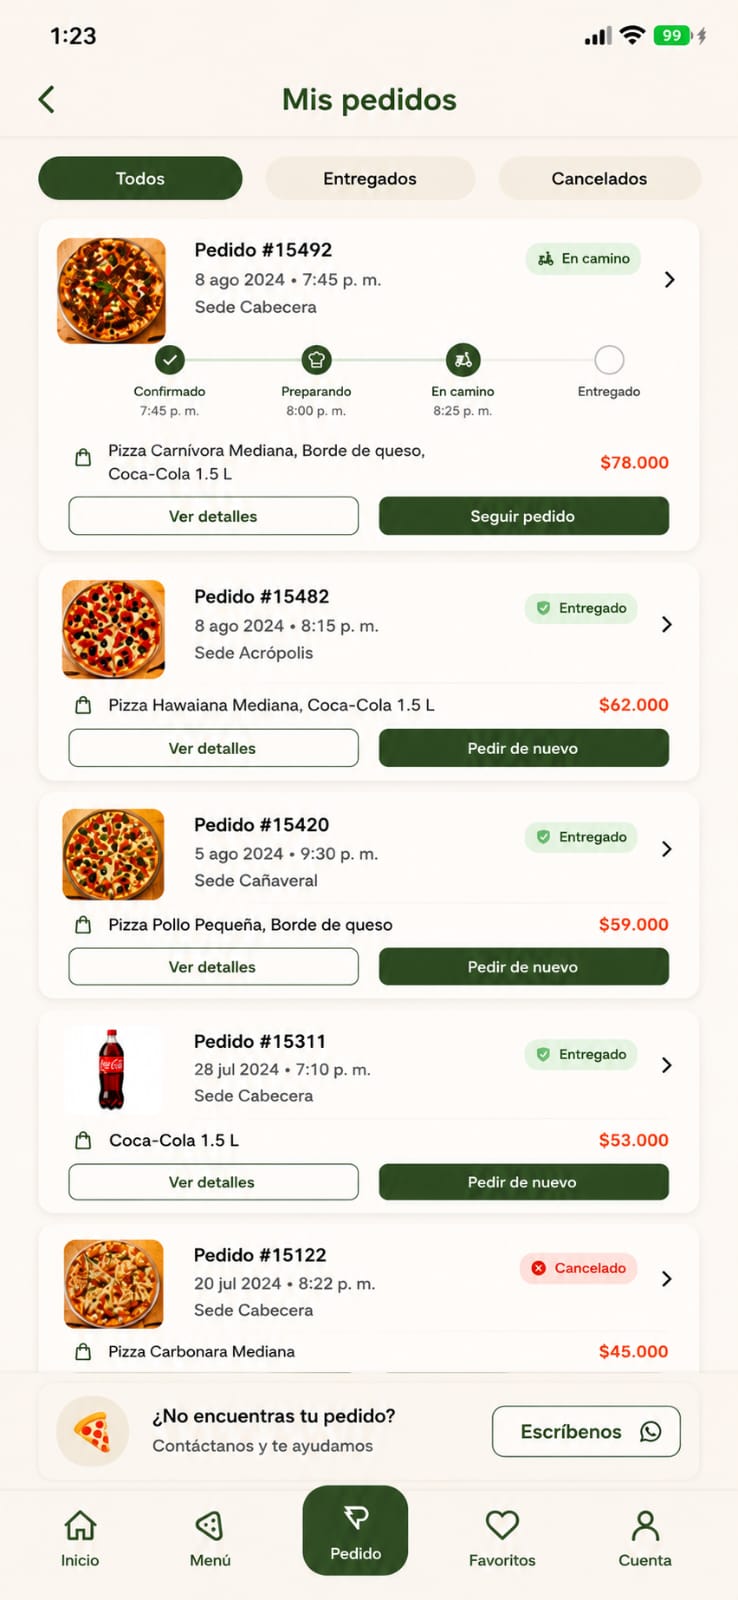 1:23
99
Mis pedidos
Todos
Entregados
Cancelados
Pedido #15492
En camino
8 ago 2024 • 7:45 p. m.
Sede Cabecera
Confirmado
Preparando
En camino
Entregado
7:45 p. m.
8:00 p. m.
8:25 p. m.
Pizza Carnívora Mediana, Borde de queso,
Coca-Cola 1.5 L
$78.000
Ver detalles
Seguir pedido
Pedido #15482
Entregado
8 ago 2024 • 8:15 p. m.
Sede Acrópolis
Pizza Hawaiana Mediana, Coca-Cola 1.5 L
$62.000
Ver detalles
Pedir de nuevo
Pedido #15420
Entregado
5 ago 2024 • 9:30 p. m.
Sede Cañaveral
Pizza Pollo Pequeña, Borde de queso
$59.000
Ver detalles
Pedir de nuevo
Coca-Cola
Pedido #15311
Entregado
28 jul 2024 • 7:10 p. m.
Sede Cabecera
Coca-Cola 1.5 L
$53.000
Ver detalles
Pedir de nuevo
Pedido #15122
Cancelado
20 jul 2024 • 8:22 p. m.
Sede Cabecera
Pizza Carbonara Mediana
$45.000
¿No encuentras tu pedido?
Contáctanos y te ayudamos
Escríbenos
Inicio
Menú
Pedido
Favoritos
Cuenta